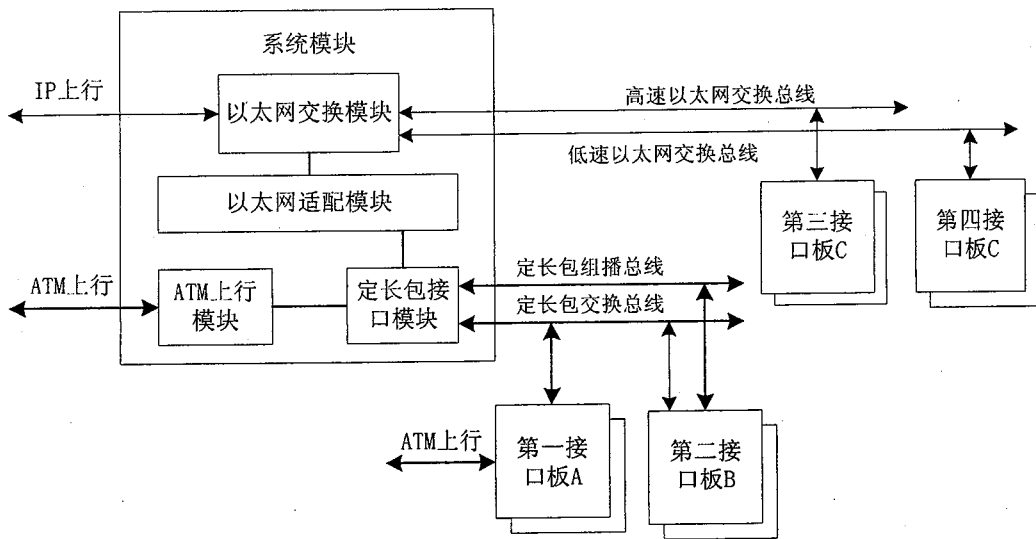 系统模块
IP上行
以太网交换模块
高速以太网交换总线
低速以太网交换总线
以太网适配模块
第三接
口板C
第四接
口板C
ATM上行
ATM上行
模块
定长包接
口模块
定长包组播总线
定长包交换总线
ATM上行
第一接
口板A
第二接
口板B